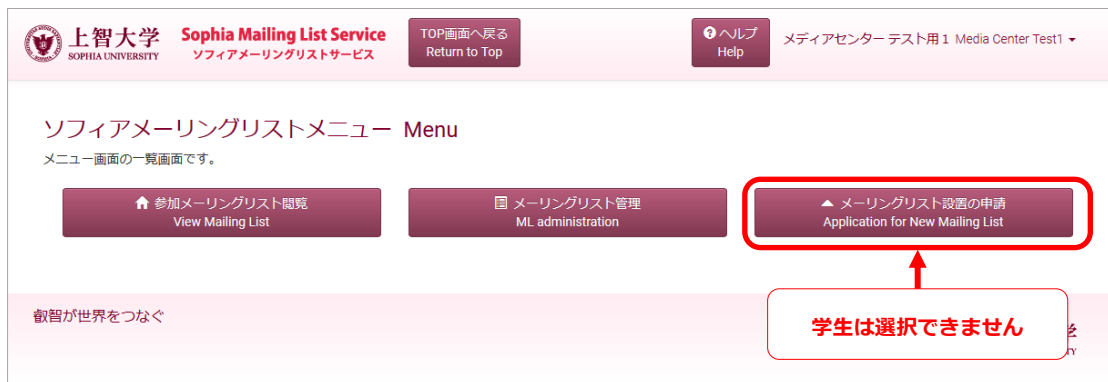 上智大学
SOPHIA UNIVERSITY
Sophia Mailing List Service
ソフィアメーリングリストサービス
TOP画面へ戻る
Return to Top
ヘルプ
Help
メディアセンター テスト用1 Media Center Test1
ソフィアメーリングリストメニュー Menu
メニュー画面の一覧画面です。
参加メーリングリスト閲覧
View Mailing List
メーリングリスト管理
ML administration
メーリングリスト設置の申請
Application for New Mailing List
叡智が世界をつなぐ
学生は選択できません